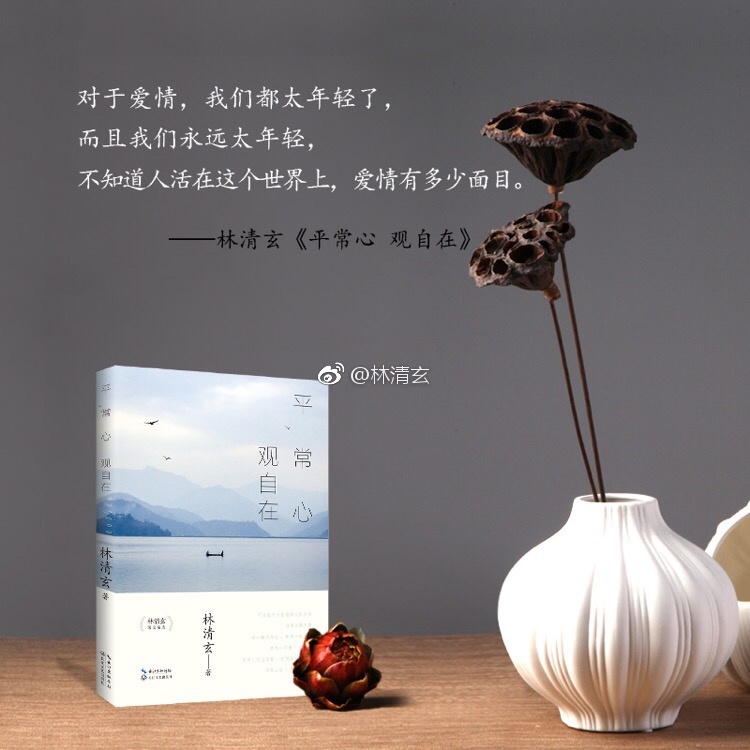 对于爱情，我们都太年轻了，
而且我们永远太年轻，
不知道人活在这个世界上，爱情有多少面目。
——林清玄《平常心 观自在》
@林清玄
平常心
观自在
平常心 观自在
林清玄 著
林清玄
林清玄—著